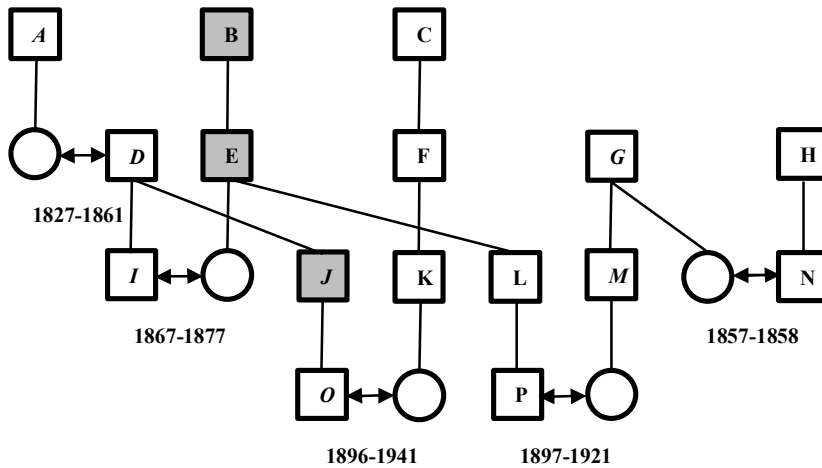 A B C
D E F G H
1827-1861
I J K L M N
1867-1877 1857-1858
O P
1896-1941 1897-1921